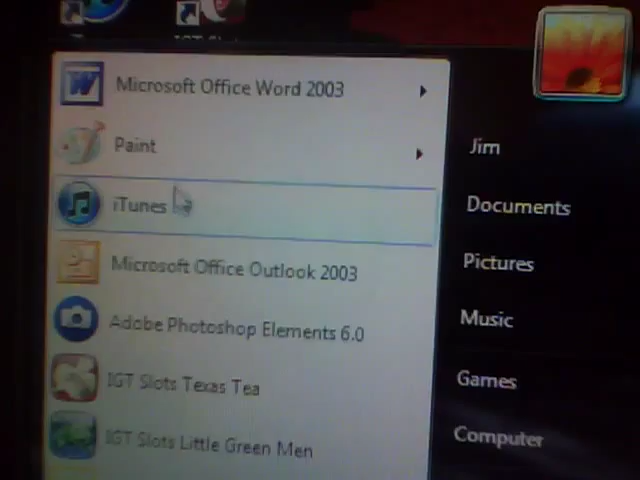 Microsoft Office Word 2003
Paint
iTunes
Microsoft Office Outlook 2003
Adobe Photoshop Elements 6.0
IGT Slots Texas Tea
IGT Slots Little Green Men
Jim
Documents
Pictures
Music
Games
Computer